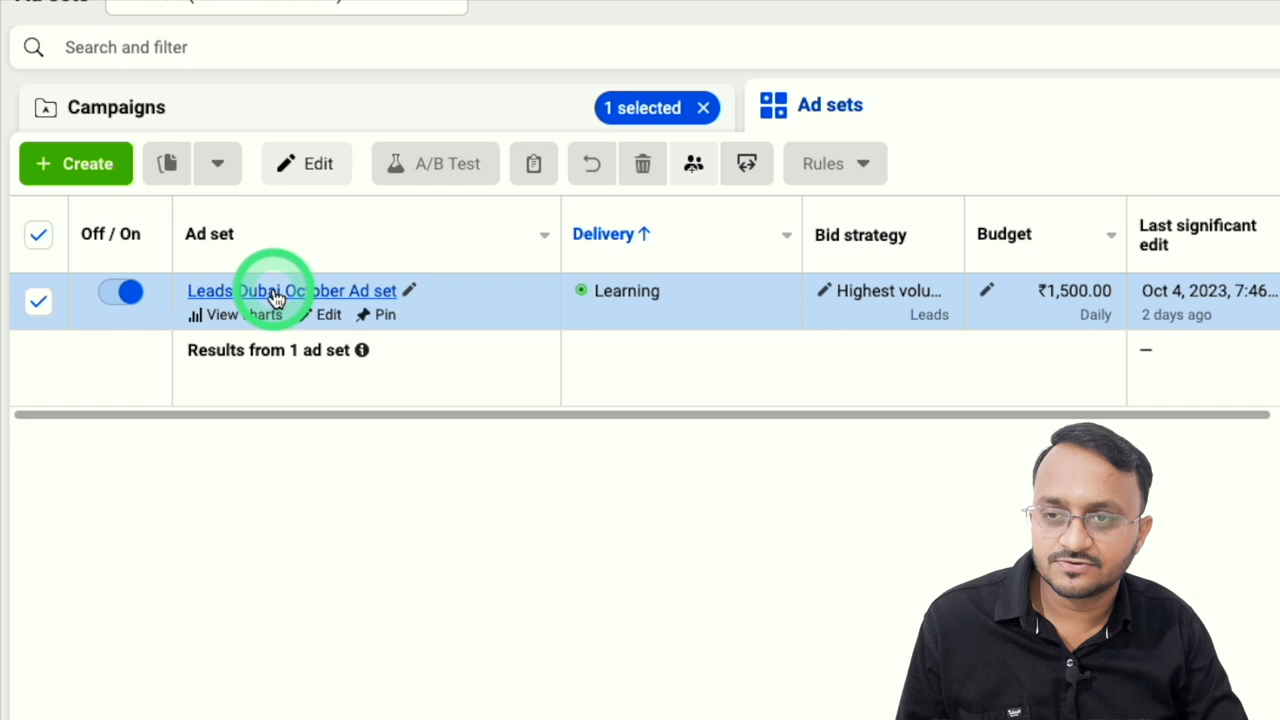 Search and filter
Campaigns 1 selected Ad sets
Create Edit A/B Test Rules
Off / On Ad set Delivery ↑ Bid strategy Budget Last significant edit
Leads Dubai October Ad set Learning Highest volu... ₹1,500.00 Oct 4, 2023, 7:46...
View charts Edit Pin Leads Daily 2 days ago
Results from 1 ad set —